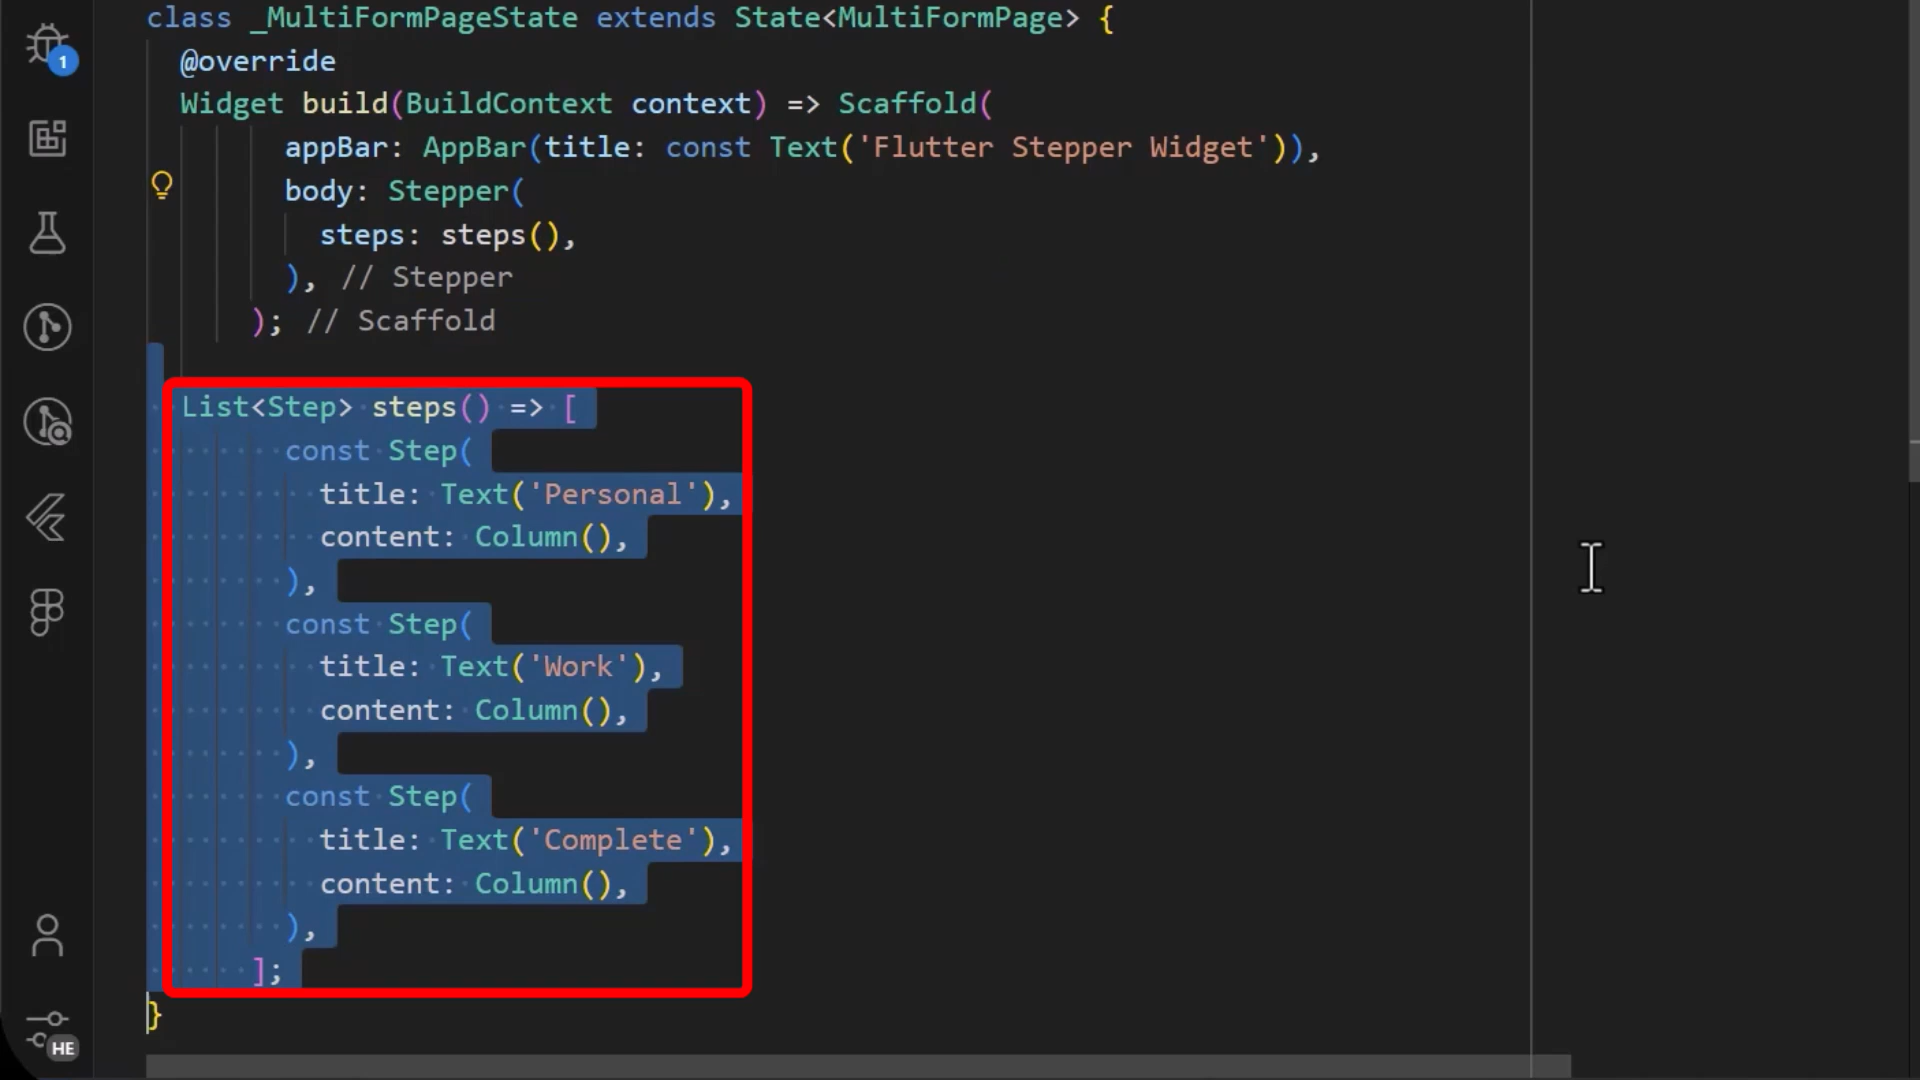 class _MultiFormPageState extends State<MultiFormPage> {
@override
Widget build(BuildContext context) => Scaffold(
appBar: AppBar(title: const Text('Flutter Stepper Widget')),
body: Stepper(
steps: steps(),
), // Stepper
); // Scaffold
List<Step> steps() => [
const Step(
title: Text('Personal'),
content: Column(),
),
const Step(
title: Text('Work'),
content: Column(),
),
const Step(
title: Text('Complete'),
content: Column(),
),
];
}
1
HE